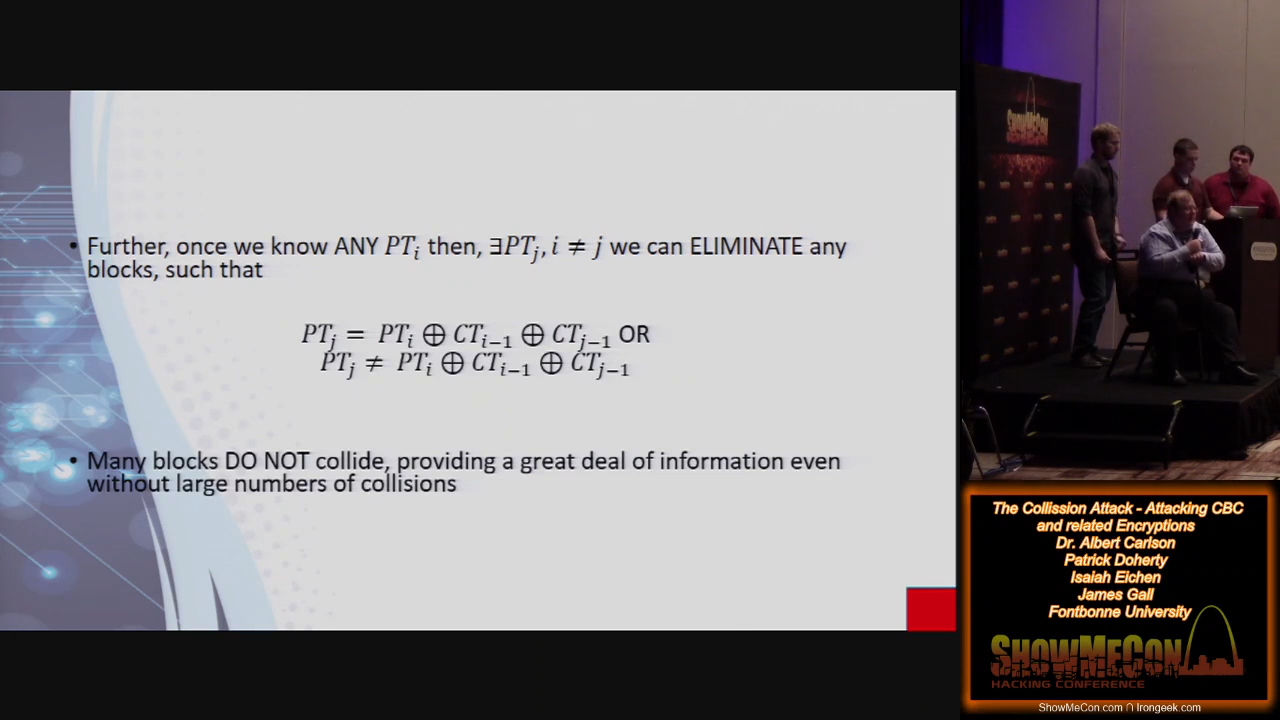 • Further, once we know ANY 𝑃𝑇ᵢ then, ∃𝑃𝑇ⱼ, 𝑖 ≠ 𝑗 we can ELIMINATE any
blocks, such that
PTⱼ = PTᵢ ⊕ CTᵢ₋₁ ⊕ CTⱼ₋₁ OR
PTⱼ ≠ PTᵢ ⊕ CTᵢ₋₁ ⊕ CTⱼ₋₁
• Many blocks DO NOT collide, providing a great deal of information even
without large numbers of collisions
ShowMeCon
The Collission Attack - Attacking CBC
and related Encryptions
Dr. Albert Carlson
Patrick Doherty
Isaiah Eichen
James Gall
Fontbonne University
ShowMeCon
HACKING CONFERENCE
ShowMeCon.com ∩ Irongeek.com